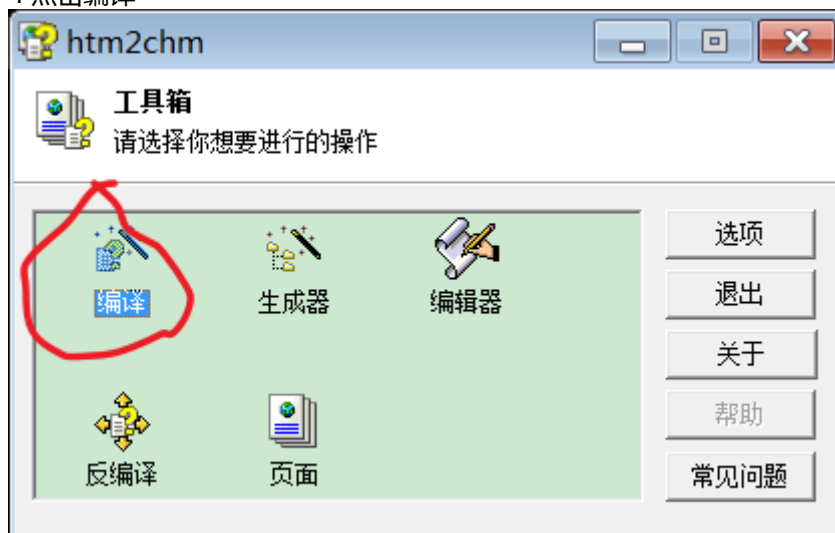 htm2chm
工具箱
请选择你想要进行的操作
编译
生成器
编辑器
反编译
页面
选项
退出
关于
帮助
常见问题